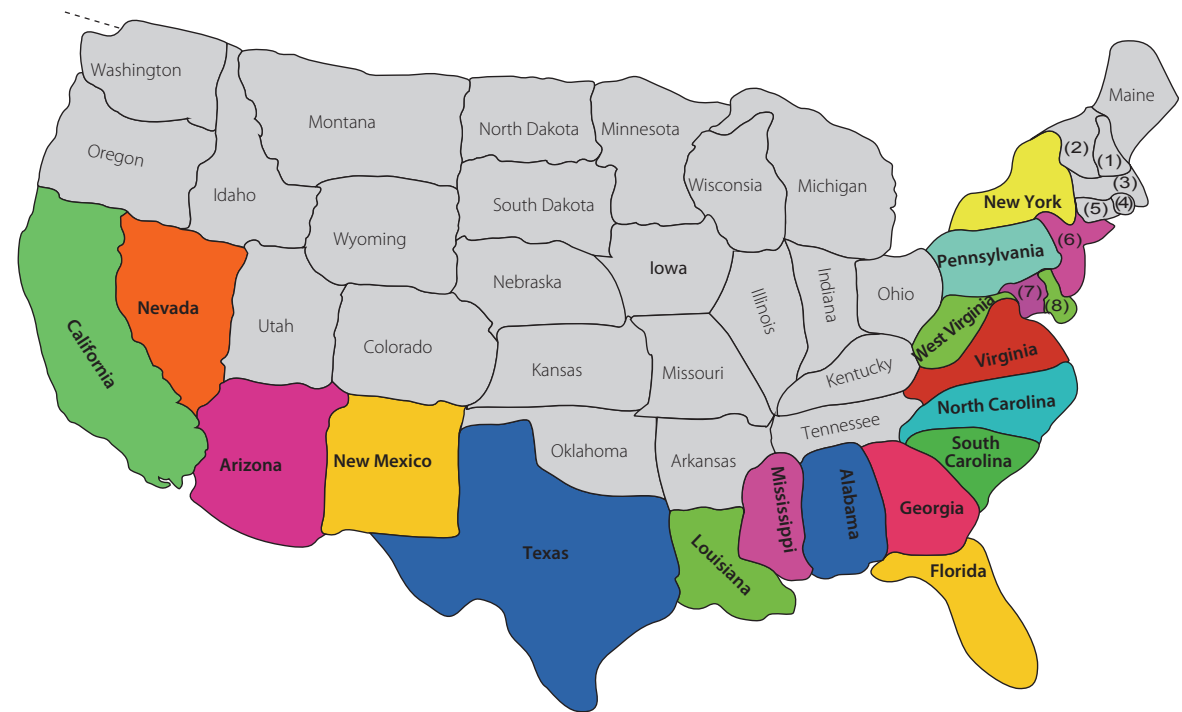 Washington
Maine
Montana
North Dakota
Minnesota
(2)
(1)
Oregon
Idaho
Wisconsia
Michigan
(3)
South Dakota
New York
(5)
(4)
Wyoming
(6)
Pennsylvania
Iowa
Nebraska
Nevada
Illinois
Indiana
Ohio
(7)
(8)
West Virginia
Utah
California
Colorado
Kansas
Missouri
Kentucky
Virginia
North Carolina
Tennessee
South
Carolina
Arizona
New Mexico
Oklahoma
Arkansas
Mississippi
Alabama
Georgia
Texas
Louisiana
Florida